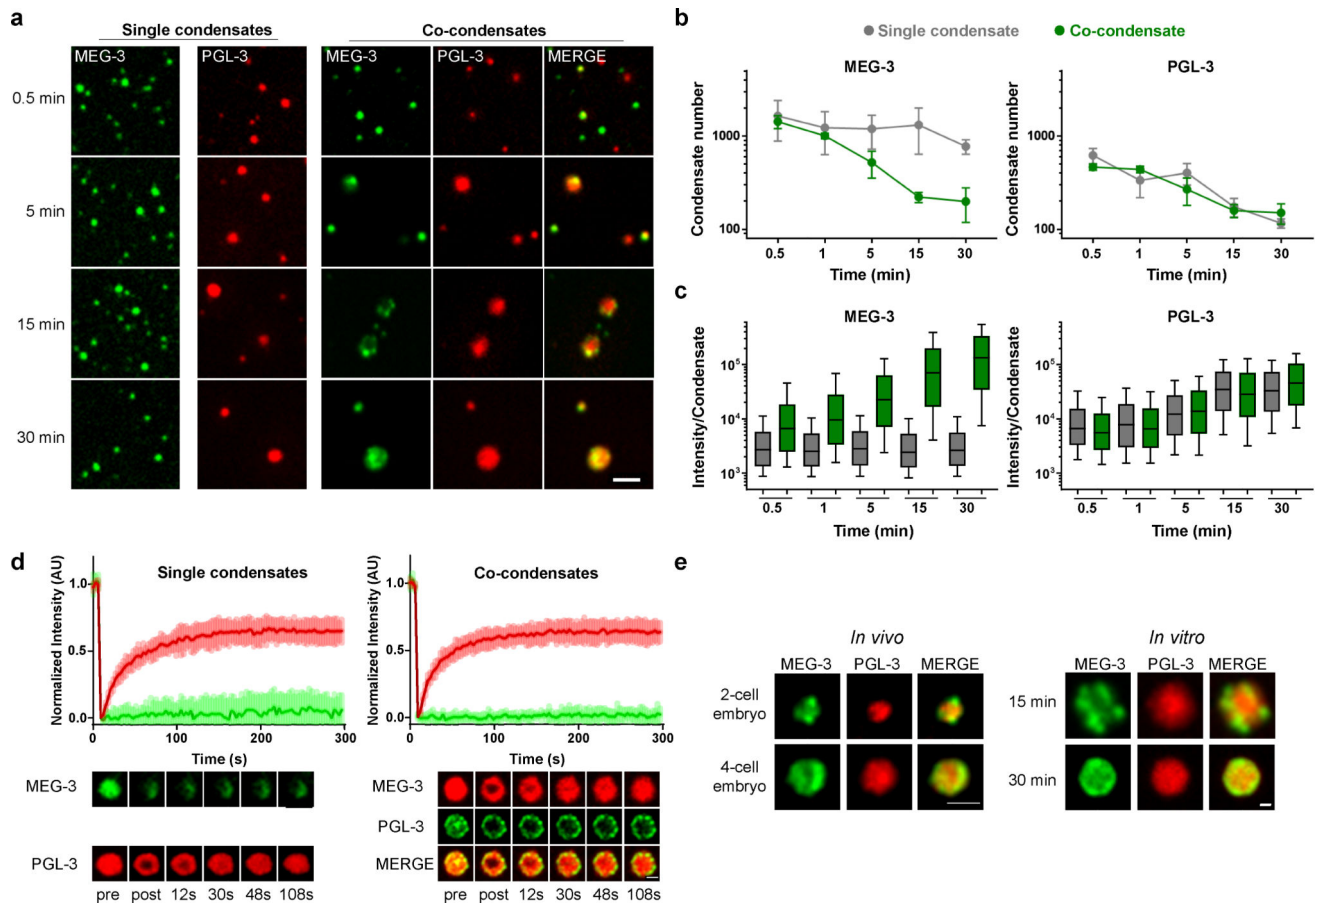 a
Single condensates
Co-condensates
MEG-3
PGL-3
MEG-3
PGL-3
MERGE
0.5 min
5 min
15 min
30 min
b
Single condensate
Co-condensate
MEG-3
Condensate number
1000
100
0.5
1
5
15
30
Time (min)
PGL-3
Condensate number
1000
100
0.5
1
5
15
30
Time (min)
c
MEG-3
Intensity/Condensate
10⁵
10⁴
10³
0.5
1
5
15
30
Time (min)
PGL-3
Intensity/Condensate
10⁵
10⁴
10³
0.5
1
5
15
30
Time (min)
d
Single condensates
Normalized Intensity (AU)
1.0
0.0
0
100
200
300
Time (s)
Co-condensates
Normalized Intensity (AU)
1.0
0.0
0
100
200
300
Time (s)
MEG-3
PGL-3
pre post 12s 30s 48s 108s
MEG-3
PGL-3
MERGE
pre post 12s 30s 48s 108s
e
In vivo
MEG-3 PGL-3 MERGE
2-cell
embryo
4-cell
embryo
In vitro
MEG-3 PGL-3 MERGE
15 min
30 min